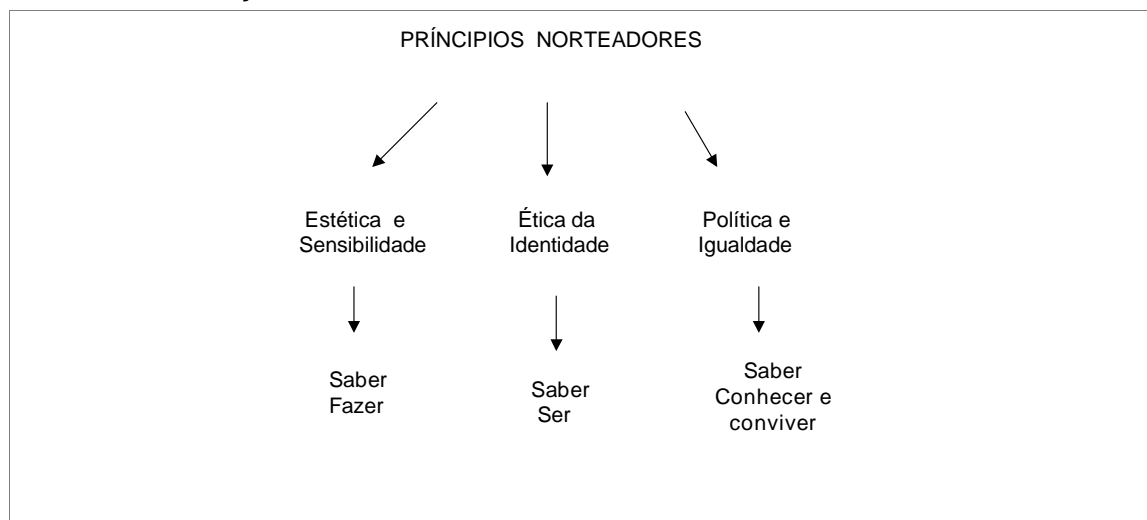 PRÍNCIPIOS NORTEADORES
Estética e
Sensibilidade
Ética da
Identidade
Política e
Igualdade
Saber
Fazer
Saber
Ser
Saber
Conhecer e
conviver